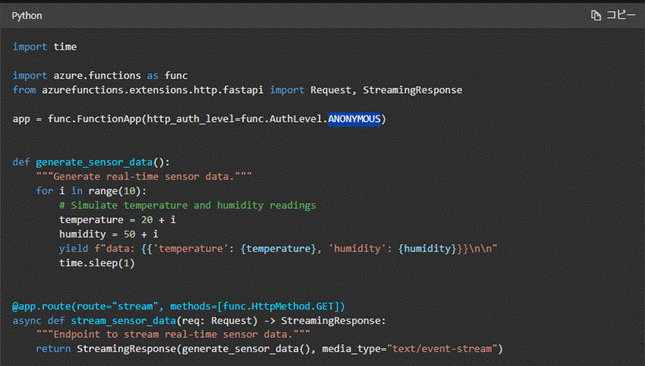 Python コピー
import time
import azure.functions as func
from azurefunctions.extensions.http.fastapi import Request, StreamingResponse
app = func.FunctionApp(http_auth_level=func.AuthLevel.ANONYMOUS)
def generate_sensor_data():
    """Generate real-time sensor data."""
    for i in range(10):
        # Simulate temperature and humidity readings
        temperature = 20 + i
        humidity = 50 + i
        yield f"data: {{'temperature': {temperature}, 'humidity': {humidity}}}\n\n"
        time.sleep(1)
@app.route(route="stream", methods=[func.HttpMethod.GET])
async def stream_sensor_data(req: Request) -> StreamingResponse:
    """Endpoint to stream real-time sensor data."""
    return StreamingResponse(generate_sensor_data(), media_type="text/event-stream")